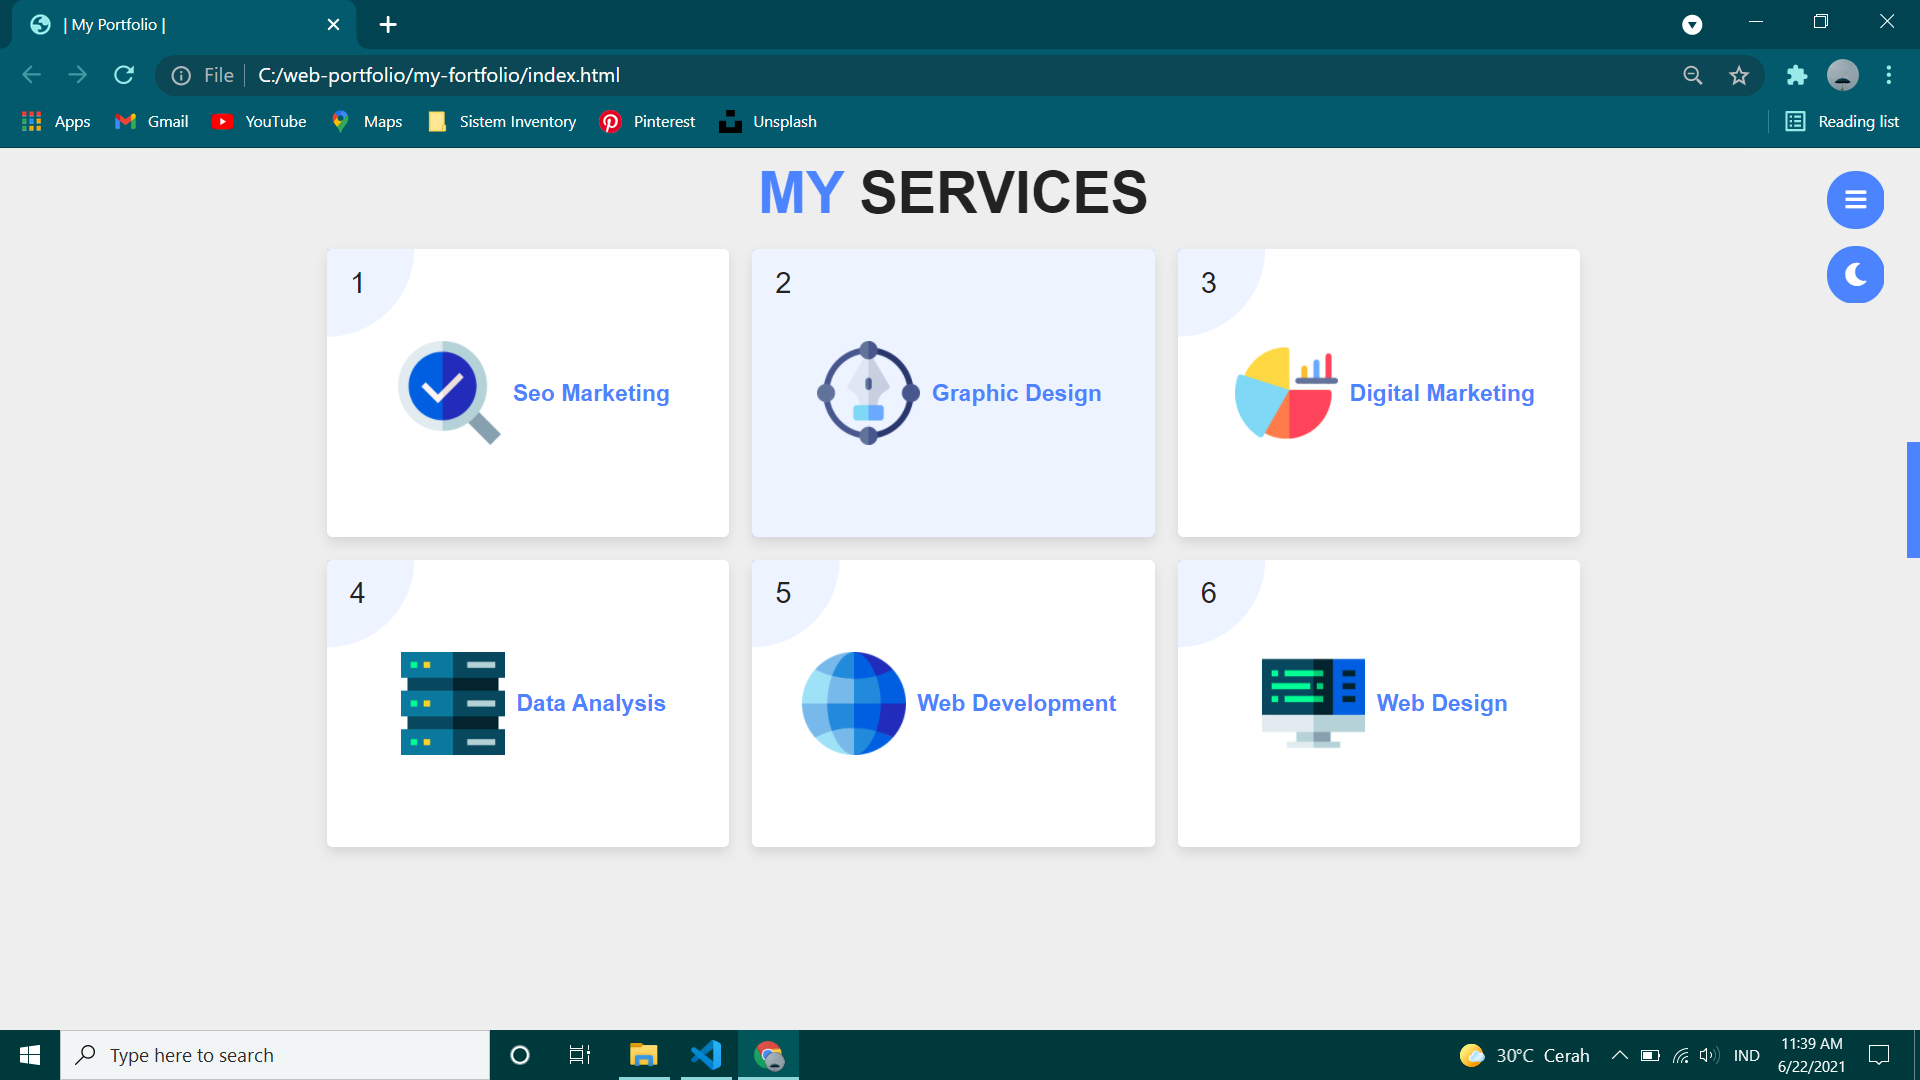 | My Portfolio |
File
C:/web-portfolio/my-fortfolio/index.html
Apps
Gmail
YouTube
Maps
Sistem Inventory
Pinterest
Unsplash
Reading list
MY SERVICES
1
Seo Marketing
2
Graphic Design
3
Digital Marketing
4
Data Analysis
5
Web Development
6
Web Design
Type here to search
30°C Cerah
IND
11:39 AM
6/22/2021